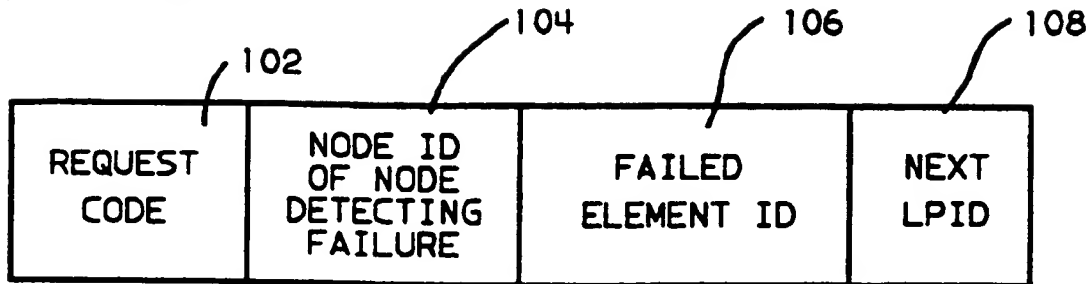 102
104
106
108
REQUEST
CODE
NODE ID
OF NODE
DETECTING
FAILURE
FAILED
ELEMENT ID
NEXT
LPID